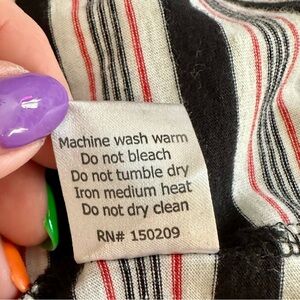 Machine wash warm
Do not bleach
Do not tumble dry
Iron medium heat
Do not dry clean
RN# 150209